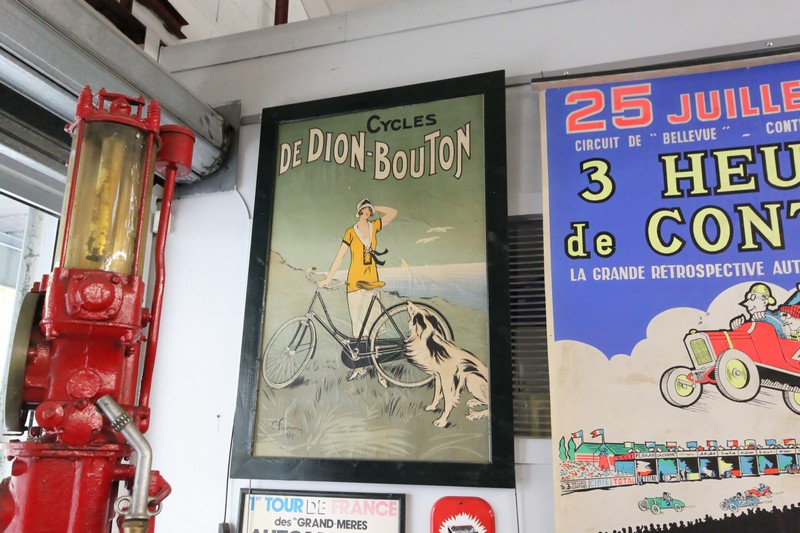 CYCLES
DE DION-BOUTON
25 JUILLE
CIRCUIT DE "BELLEVUE" - CONT
3 HEU
de CONT
LA GRANDE RETROSPECTIVE AUT
TOTAL
1er TOUR DE FRANCE
des "GRAND-MERES